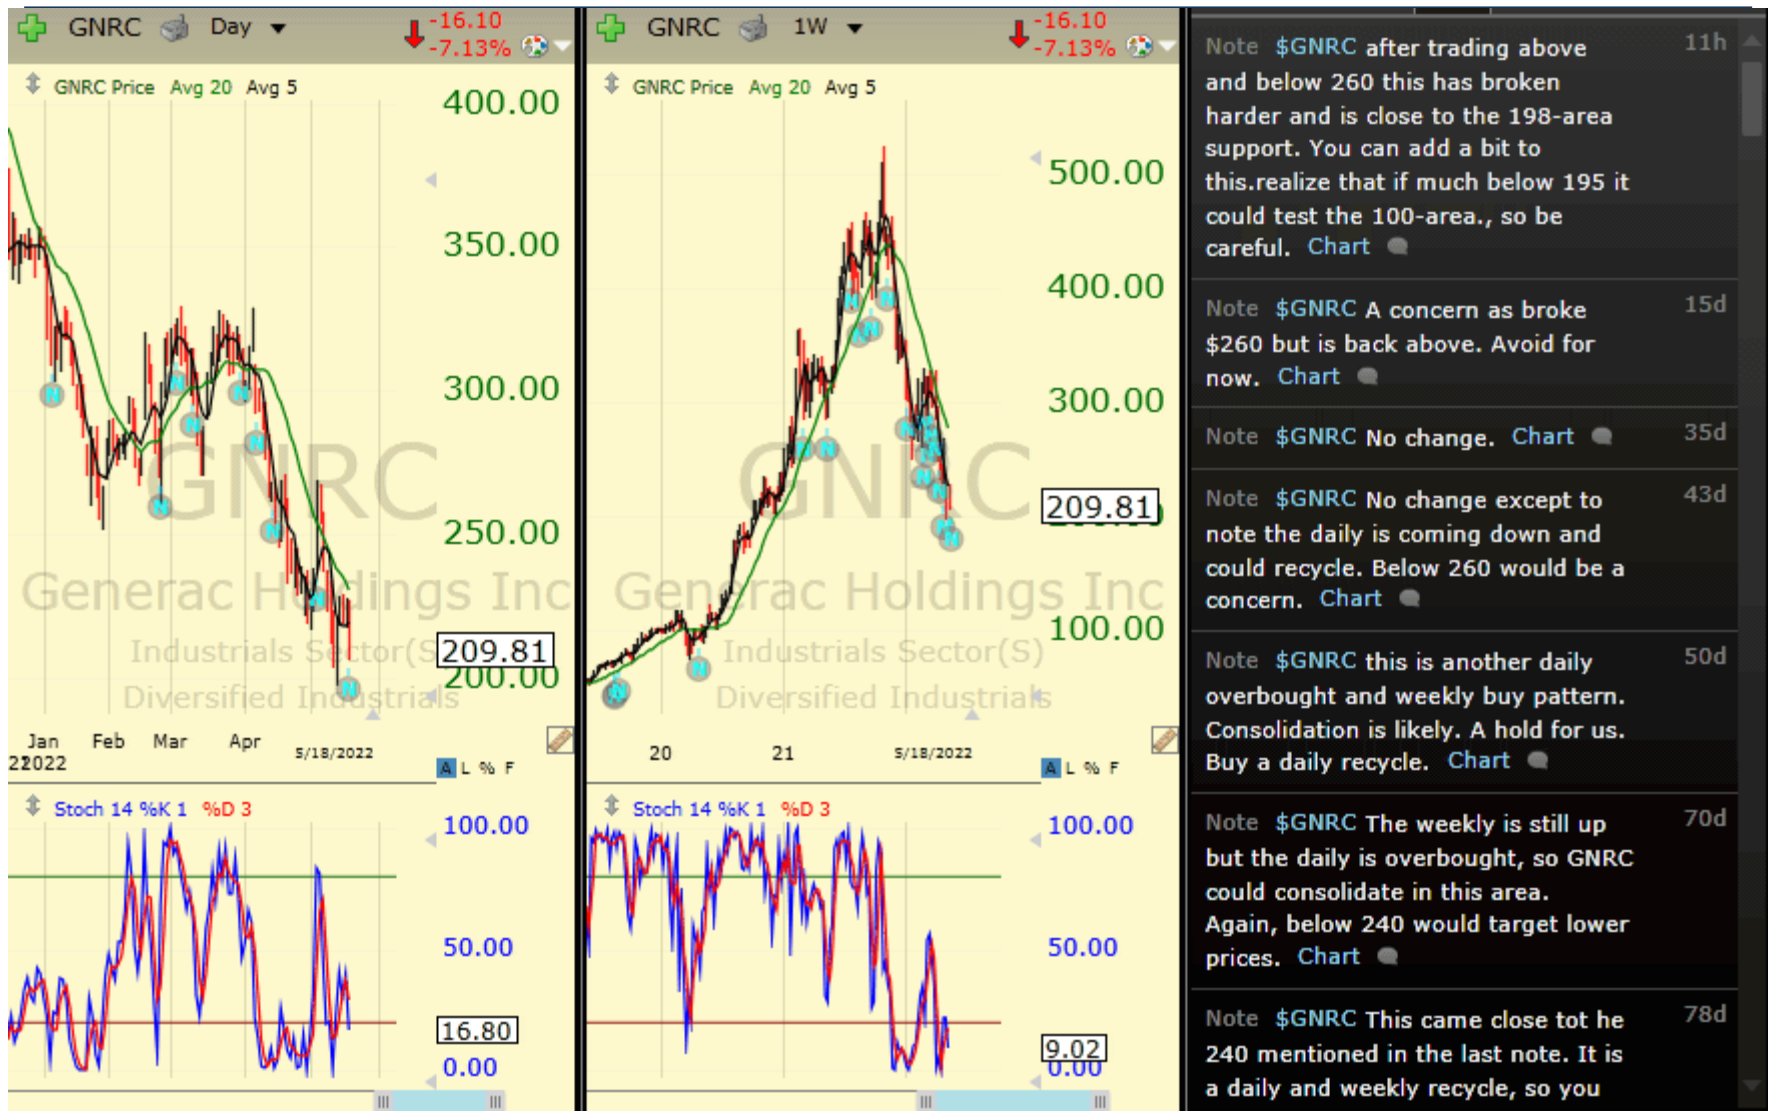 GNRC Day
-16.10
-7.13%
GNRC Price Avg 20 Avg 5
400.00
350.00
300.00
250.00
200.00
209.81
GNRC
Generac Holdings Inc
Industrials Sector(S
Diversified Industrials
Jan Feb Mar Apr 5/18/2022
2022
A L % F
Stoch 14 %K 1 %D 3
100.00
50.00
16.80
0.00
GNRC 1W
-16.10
-7.13%
GNRC Price Avg 20 Avg 5
500.00
400.00
300.00
209.81
100.00
GNRC
Generac Holdings Inc
Industrials Sector(S)
Diversified Industrials
20 21 5/18/2022
A L % F
Stoch 14 %K 1 %D 3
100.00
50.00
9.02
0.00
Note $GNRC after trading above 11h
and below 260 this has broken
harder and is close to the 198-area
support. You can add a bit to
this.realize that if much below 195 it
could test the 100-area., so be
careful. Chart
Note $GNRC A concern as broke 15d
$260 but is back above. Avoid for
now. Chart
Note $GNRC No change. Chart 35d
Note $GNRC No change except to 43d
note the daily is coming down and
could recycle. Below 260 would be a
concern. Chart
Note $GNRC this is another daily 50d
overbought and weekly buy pattern.
Consolidation is likely. A hold for us.
Buy a daily recycle. Chart
Note $GNRC The weekly is still up 70d
but the daily is overbought, so GNRC
could consolidate in this area.
Again, below 240 would target lower
prices. Chart
Note $GNRC This came close tot he 78d
240 mentioned in the last note. It is
a daily and weekly recycle, so you